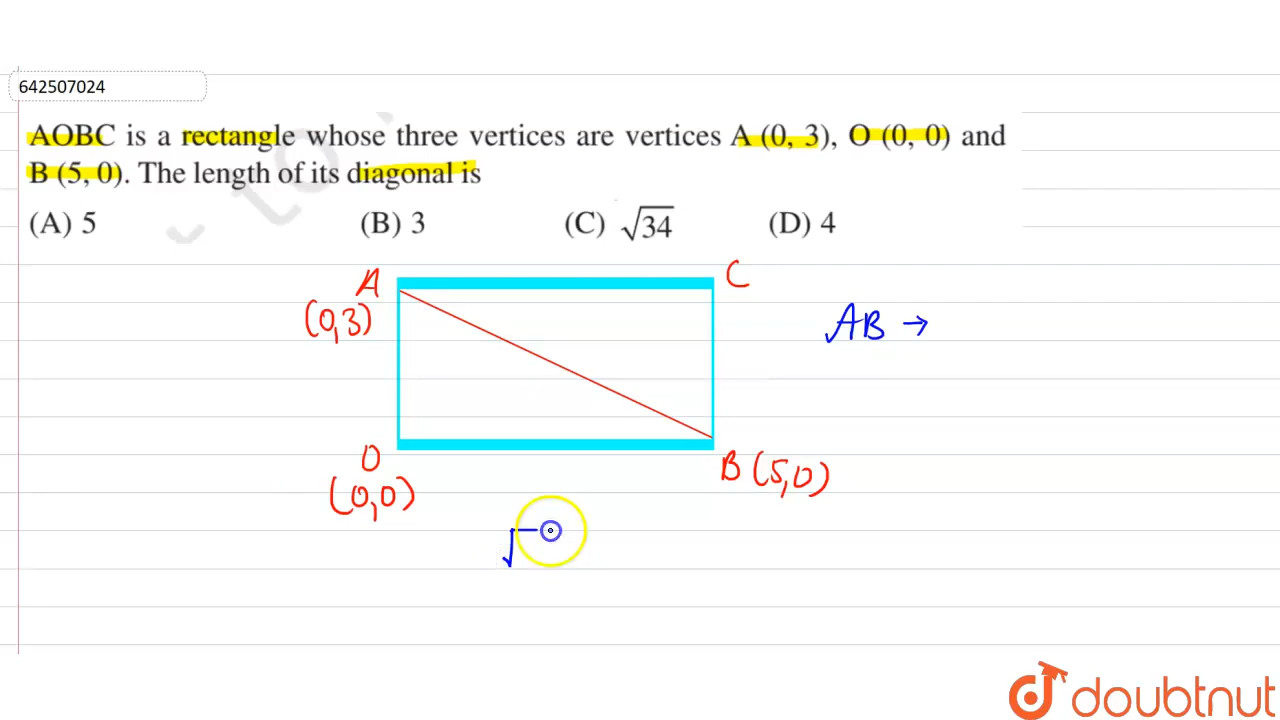 642507024
AOBC is a rectangle whose three vertices are vertices A (0, 3), O (0, 0) and
B (5, 0). The length of its diagonal is
(A) 5 (B) 3 (C) √34 (D) 4
A C
(0,3) AB →
O B (5,0)
(0,0)
√
doubtnut